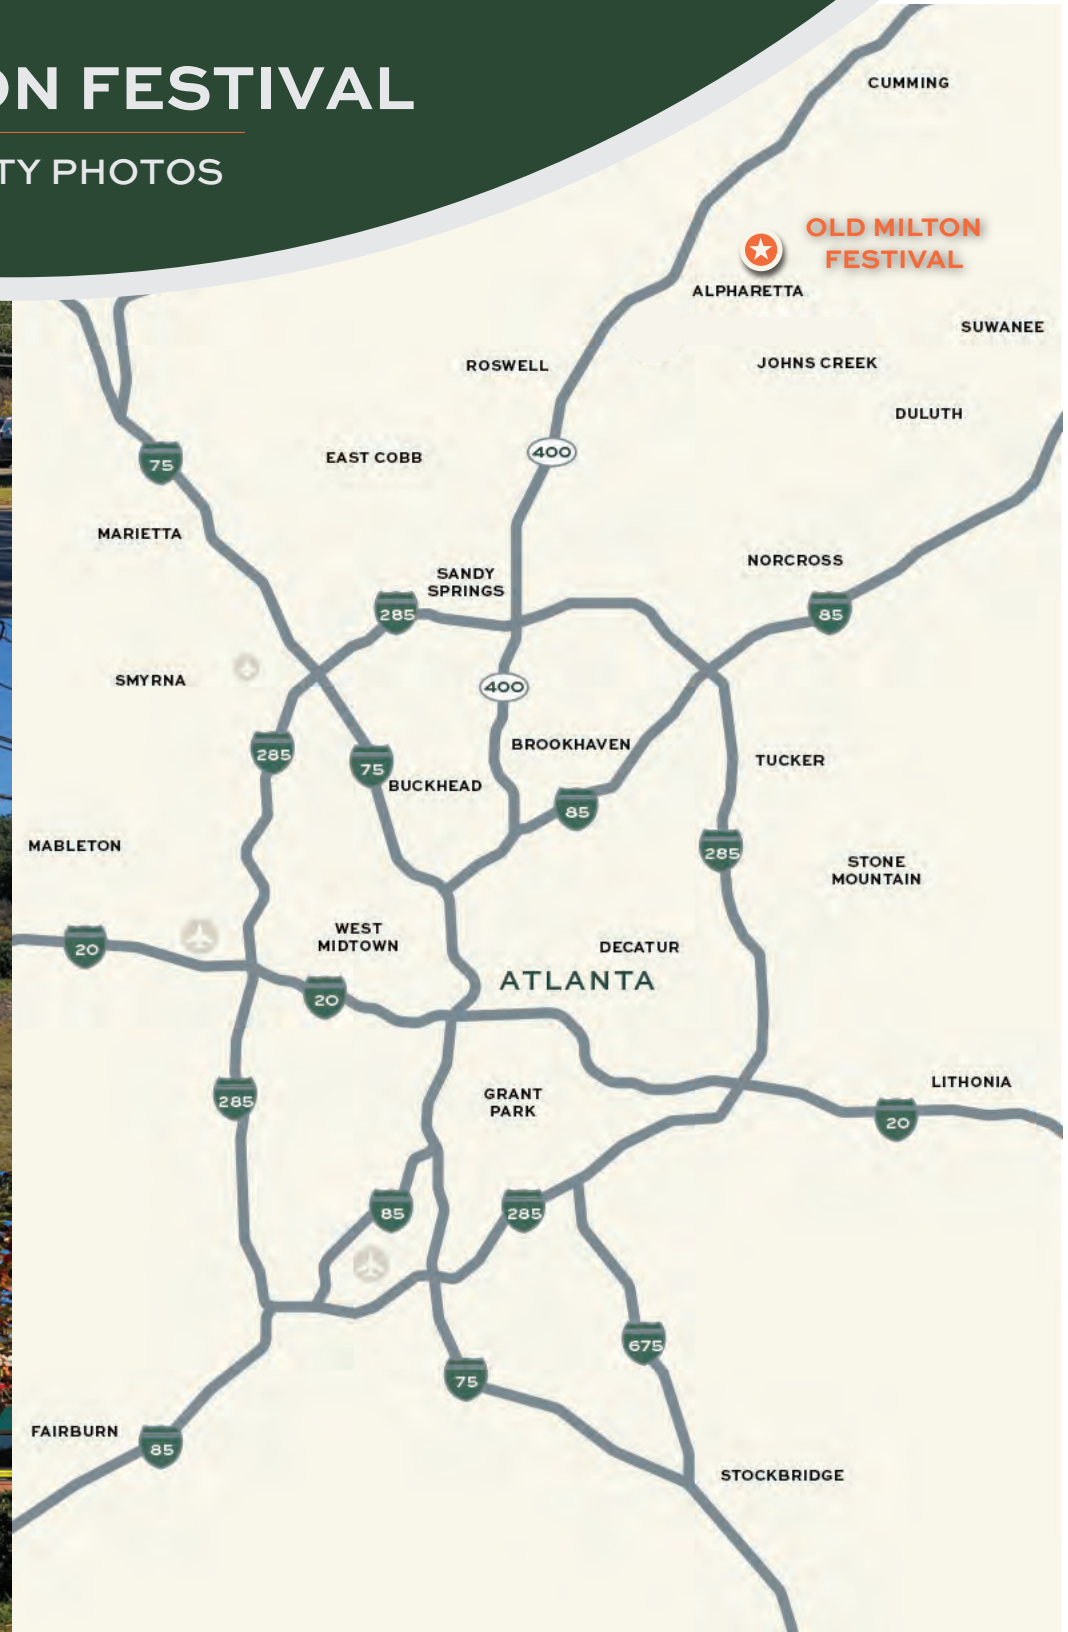 ON FESTIVAL
TY PHOTOS
CUMMING
OLD MILTON
FESTIVAL
ALPHARETTA
SUWANEE
ROSWELL
JOHNS CREEK
DULUTH
400
EAST COBB
75
MARIETTA
NORCROSS
SANDY
SPRINGS
285
85
SMYRNA
400
BROOKHAVEN
285
75
TUCKER
BUCKHEAD
85
MABLETON
285
STONE
MOUNTAIN
WEST
MIDTOWN
20
DECATUR
ATLANTA
20
LITHONIA
285
GRANT
PARK
20
85
285
675
75
FAIRBURN
85
STOCKBRIDGE